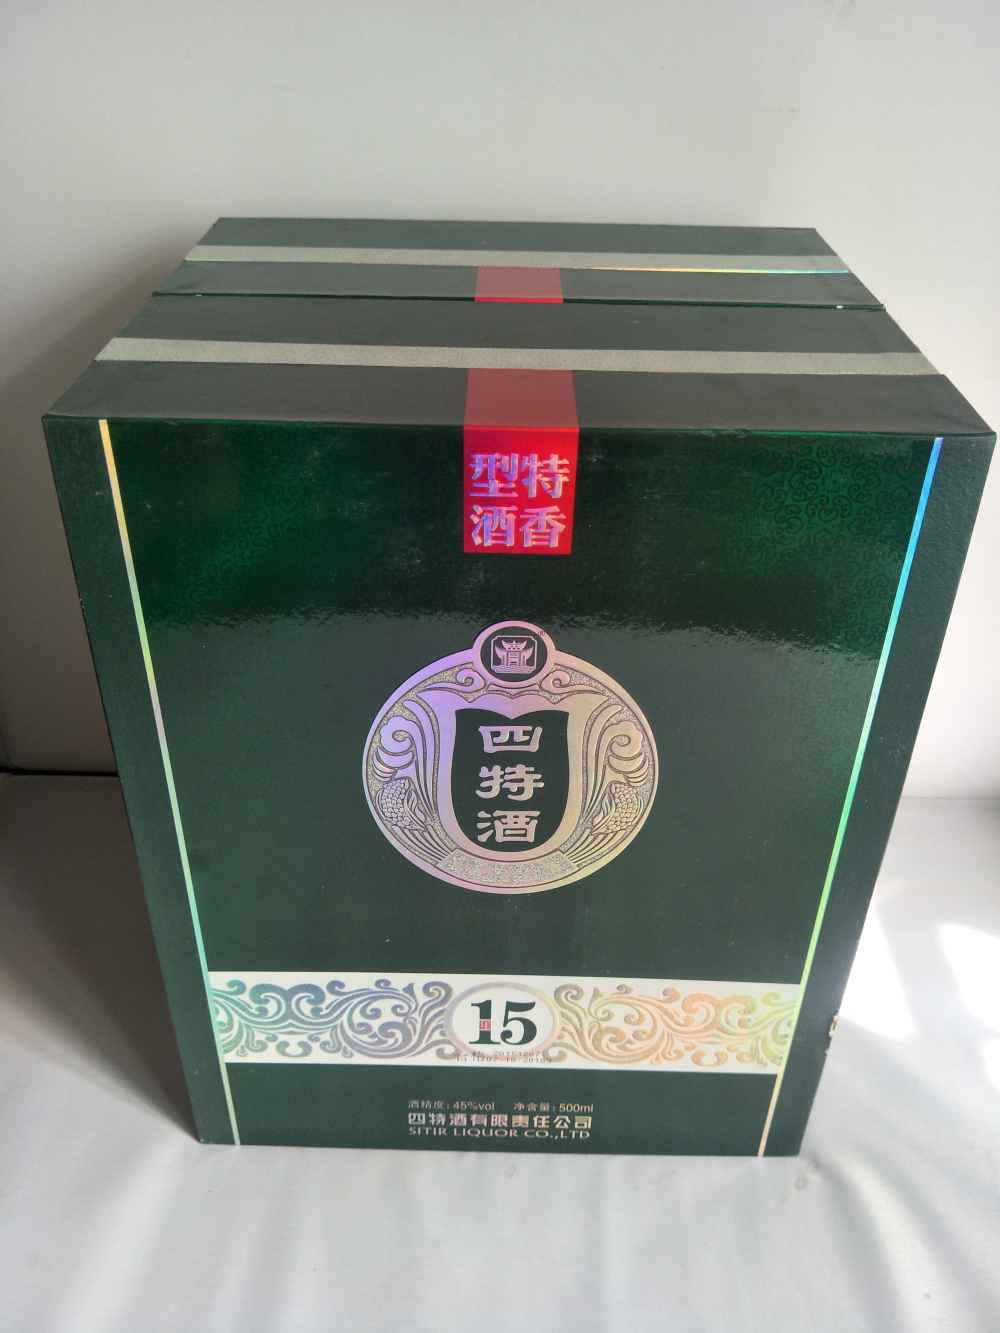 特香
型酒
四特酒
15
年
酒精度：45%vol 净含量：500ml
四特酒有限责任公司
SITIR LIQUOR CO.,LTD